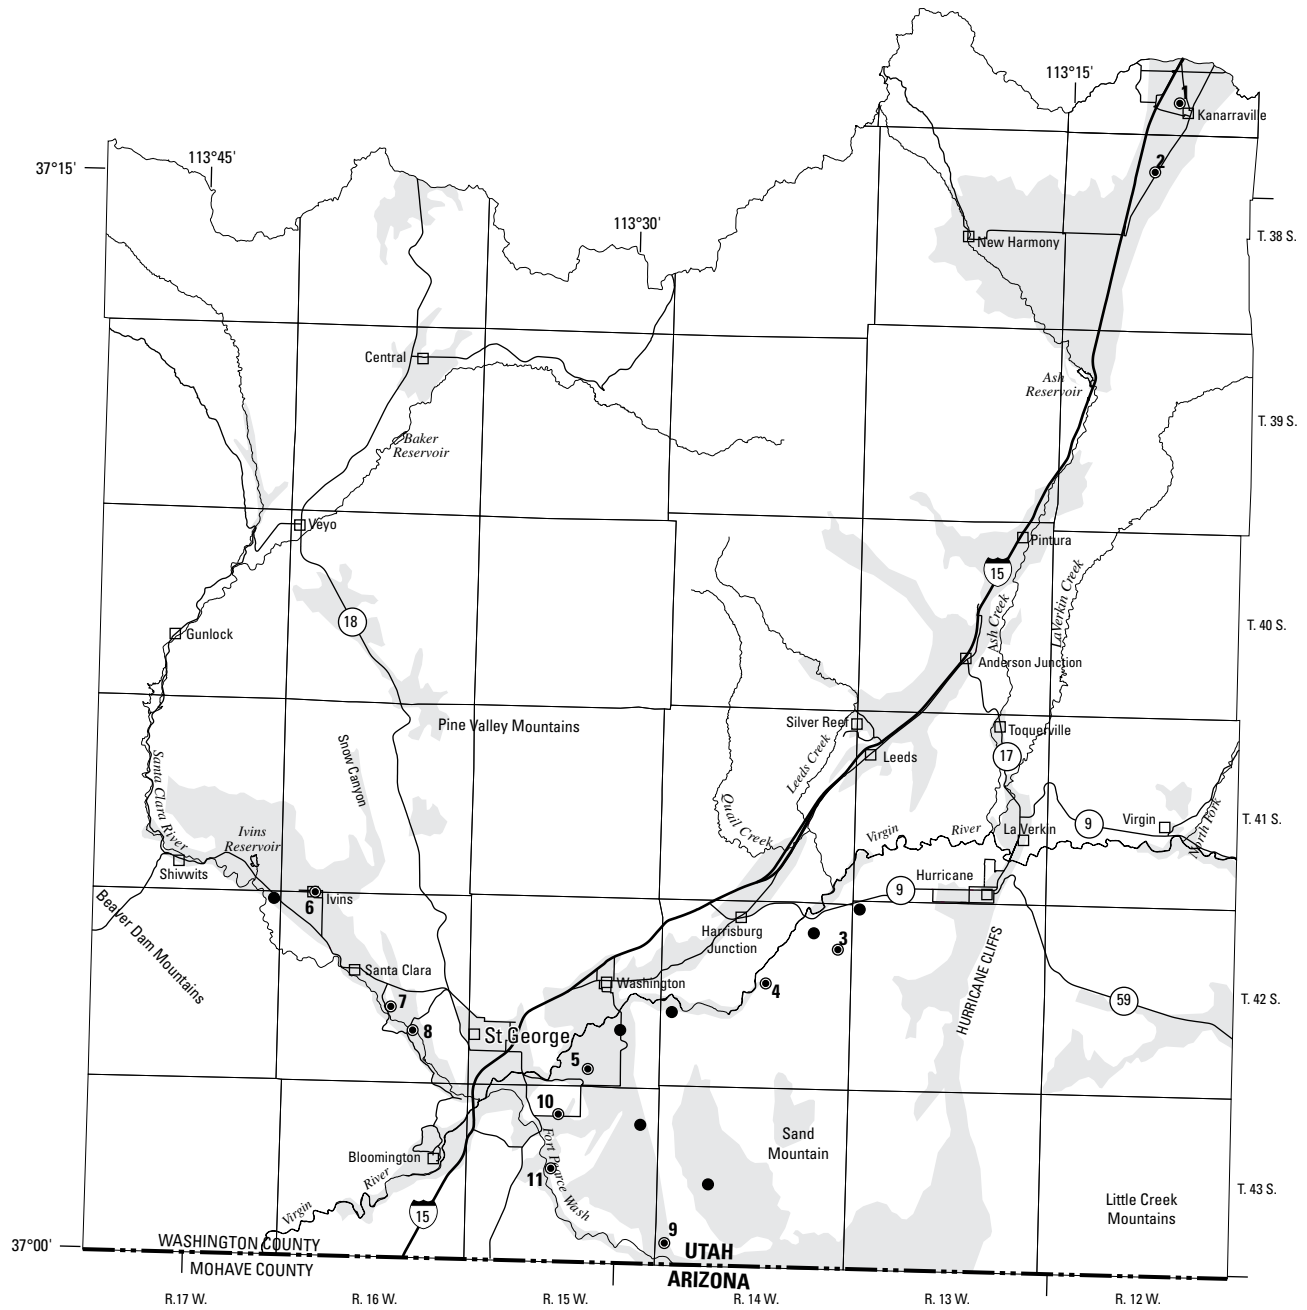 113°15'
1
Kanarraville
37°15'
113°45'
2
113°30'
New Harmony
T. 38 S.
Central
Ash
Reservoir
T. 39 S.
Baker
Reservoir
Veyo
Pintura
15
18
Gunlock
Ash Creek
LaVerkin Creek
T. 40 S.
Anderson Junction
Pine Valley Mountains
Silver Reef
Toquerville
Snow Canyon
Leeds Creek
Leeds
17
Santa Clara River
Quail Creek
Ivins
Reservoir
Virgin River
La Verkin
9
Virgin
North Fork
T. 41 S.
Shivwits
Hurricane
9
6
Ivins
Beaver Dam Mountains
Harrisburg
Junction
3
HURRICANE CLIFFS
Santa Clara
Washington
4
59
T. 42 S.
7
8
St George
5
10
Sand
Mountain
Fort Pearce Wash
Bloomington
11
Virgin River
15
Little Creek
Mountains
T. 43 S.
9
37°00'
WASHINGTON COUNTY
UTAH
MOHAVE COUNTY
ARIZONA
R. 17 W.
R. 16 W.
R. 15 W.
R. 14 W.
R. 13 W.
R. 12 W.